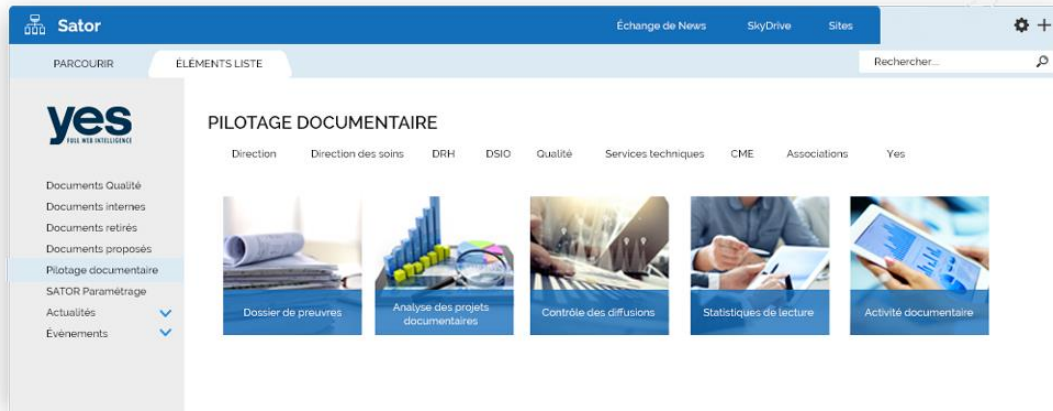 Sator
Échange de News
SkyDrive
Sites
PARCOURIR
ÉLÉMENTS LISTE
Rechercher...
yes
FULL WEB INTELLIGENCE
PILOTAGE DOCUMENTAIRE
Direction
Direction des soins
DRH
DSIO
Qualité
Services techniques
CME
Associations
Yes
Documents Qualité
Documents internes
Documents retirés
Documents proposés
Pilotage documentaire
SATOR Paramétrage
Actualités
Évènements
Dossier de preuvres
Analyse des projets
documentaires
Contrôle des diffusions
Statistiques de lecture
Activité documentaire